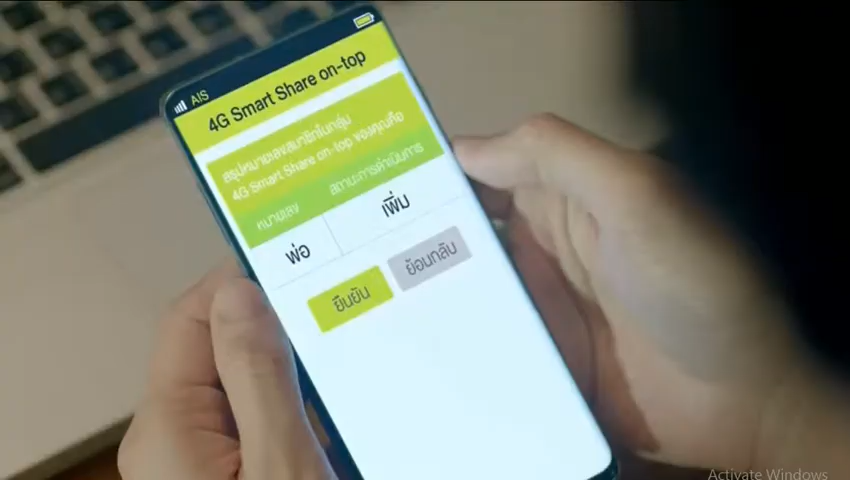 AIS
4G Smart Share on-top
สรุปหมายเลขสมาชิกในกลุ่ม
4G Smart Share on-top ของคุณคือ
หมายเลข สถานะการดำเนินการ
พ่อ เพิ่ม
ยืนยัน ย้อนกลับ
Activate Windows